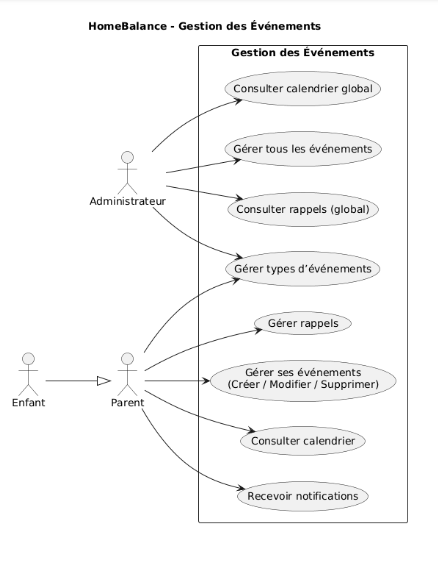 HomeBalance - Gestion des Événements
Gestion des Événements
Consulter calendrier global
Gérer tous les événements
Administrateur
Consulter rappels (global)
Gérer types d'événements
Gérer rappels
Gérer ses événements
(Créer / Modifier / Supprimer)
Enfant
Parent
Consulter calendrier
Recevoir notifications